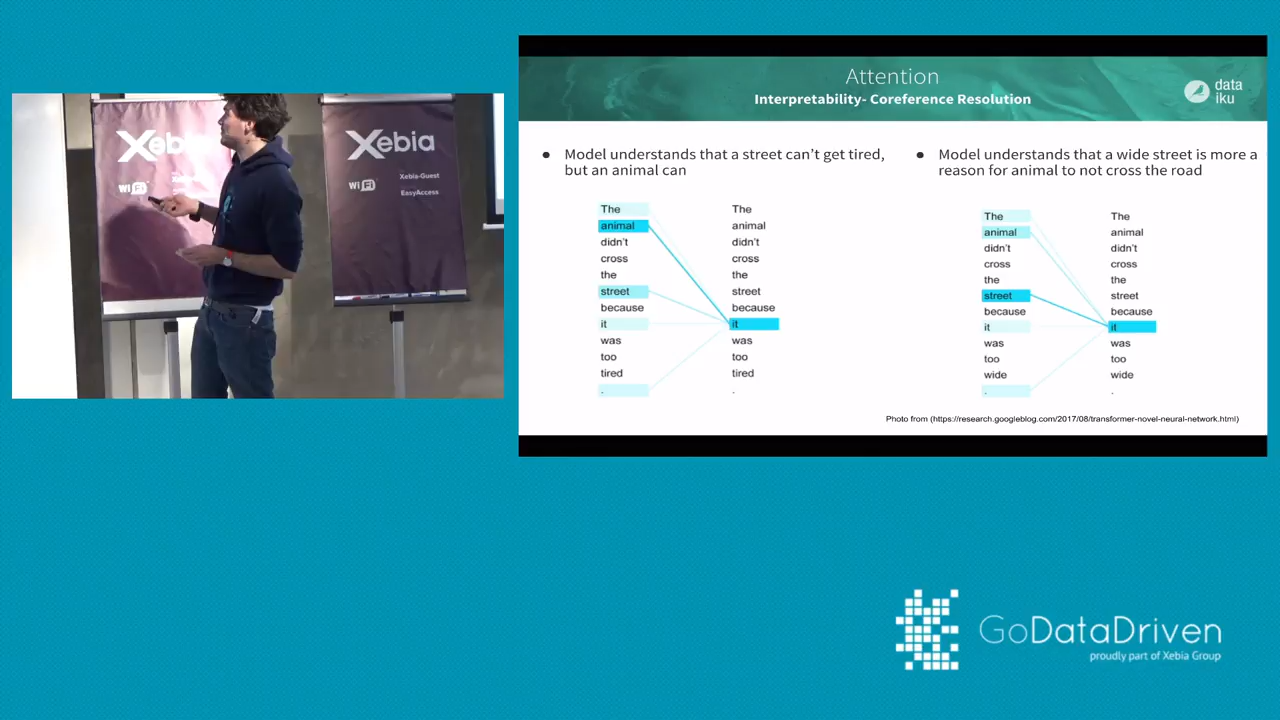 Xebia
WiFi
Xebia
WiFi
Xebia-Guest
EasyAccess
Attention
Interpretability- Coreference Resolution
data
iku
● Model understands that a street can't get tired,
but an animal can
The The
animal animal
didn't didn't
cross cross
the the
street street
because because
it it
was was
too too
tired tired
. .
● Model understands that a wide street is more a
reason for animal to not cross the road
The The
animal animal
didn't didn't
cross cross
the the
street street
because because
it it
was was
too too
wide wide
. .
Photo from (https://research.googleblog.com/2017/08/transformer-novel-neural-network.html)
GoDataDriven
proudly part of Xebia Group